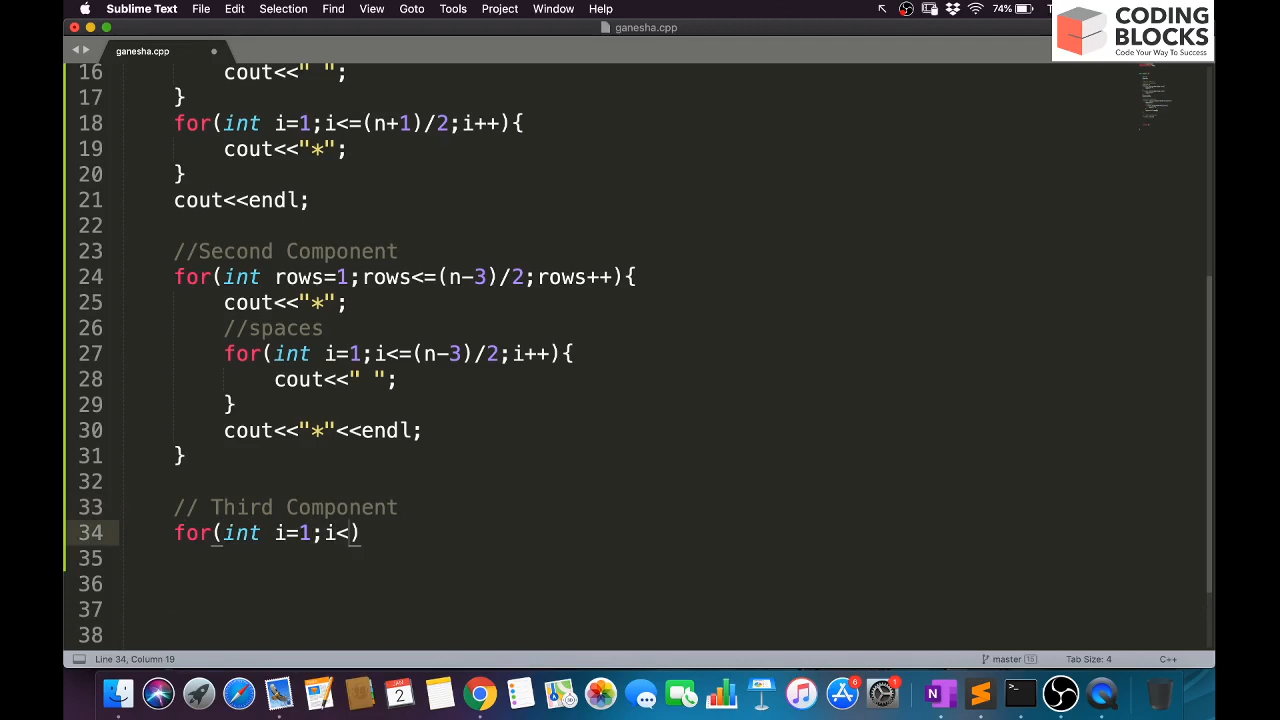 Sublime Text File Edit Selection Find View Goto Tools Project Window Help 74%
ganesha.cpp
CODING
BLOCKS
Code Your Way To Success
ganesha.cpp
16 cout<<" ";
17 }
18 for(int i=1;i<=(n+1)/2;i++){
19 cout<<"*";
20 }
21 cout<<endl;
22
23 //Second Component
24 for(int rows=1;rows<=(n-3)/2;rows++){
25 cout<<"*";
26 //spaces
27 for(int i=1;i<=(n-3)/2;i++){
28 cout<<" ";
29 }
30 cout<<"*"<<endl;
31 }
32
33 // Third Component
34 for(int i=1;i<)
35
36
37
38
Line 34, Column 19 master 15 Tab Size: 4 C++
2 6 1